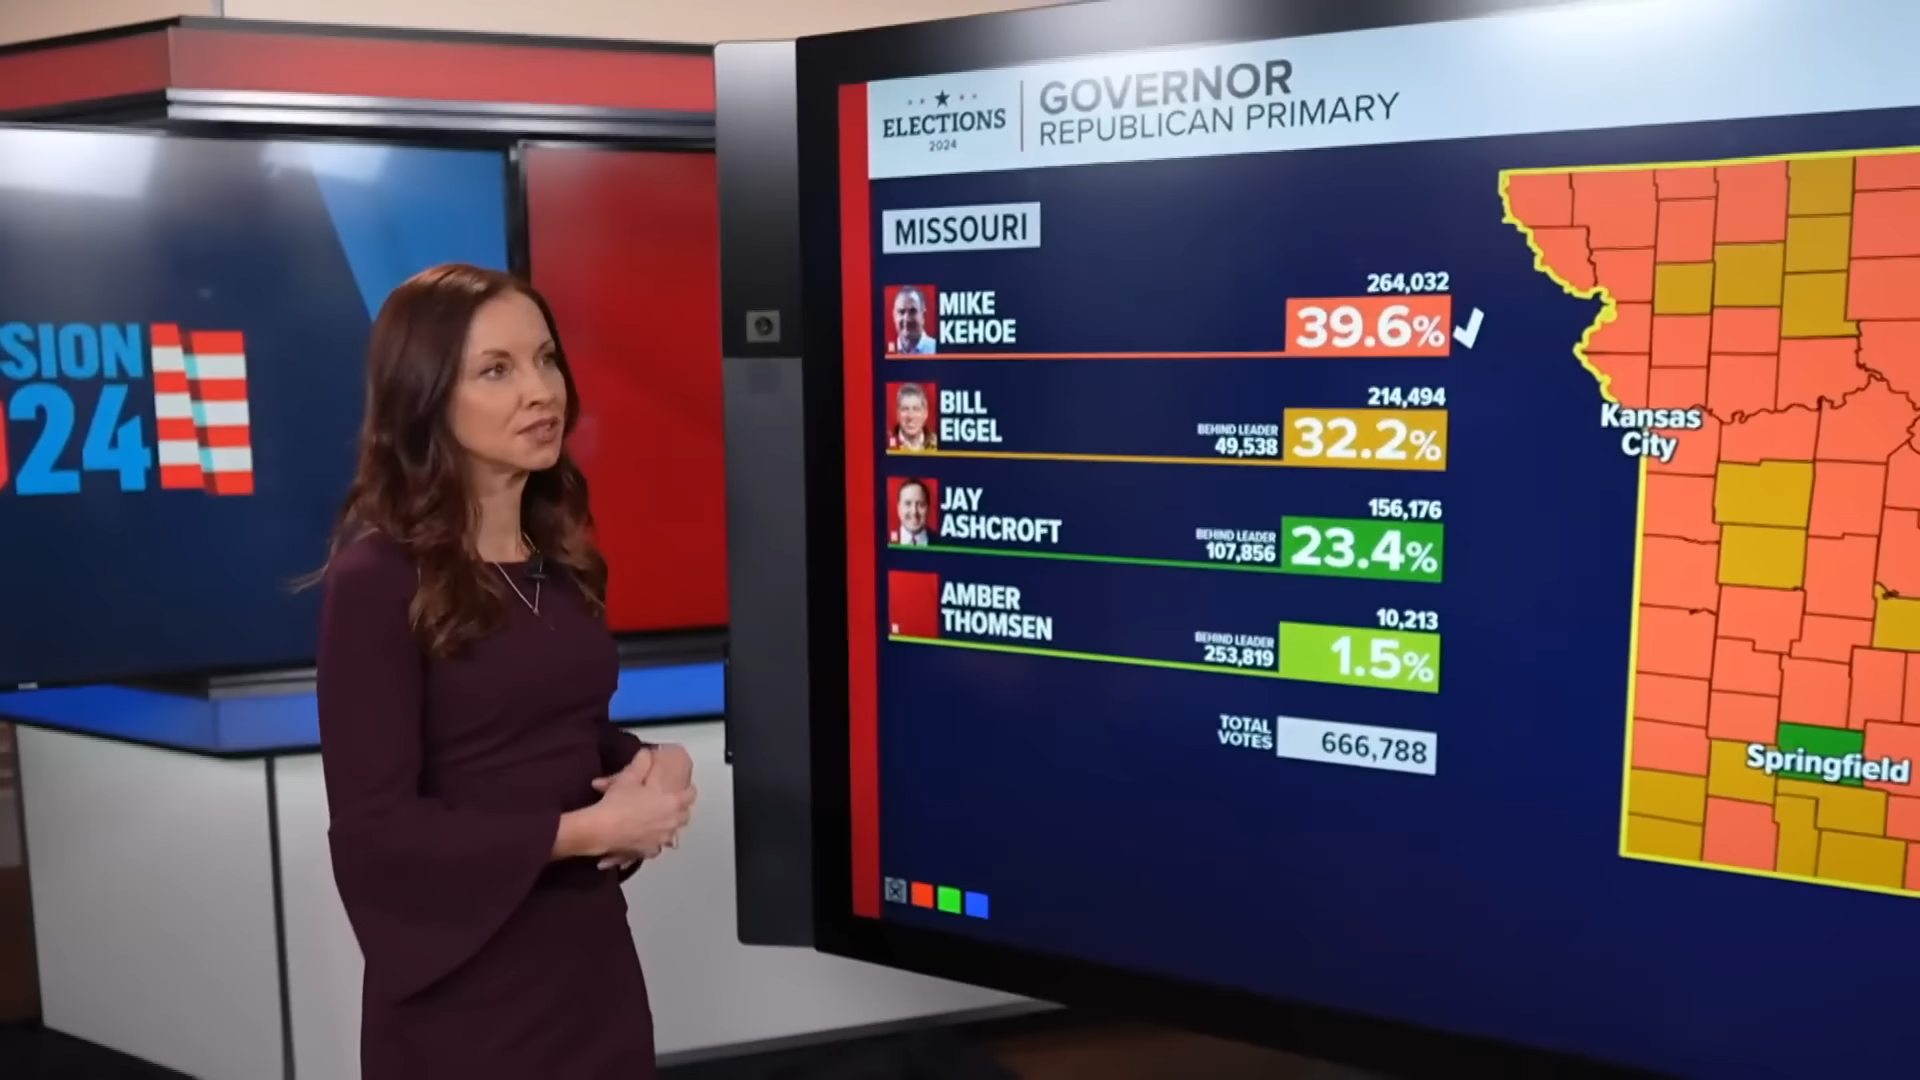 SION
024
ELECTIONS
2024
GOVERNOR
REPUBLICAN PRIMARY
MISSOURI
MIKE
KEHOE
264,032
39.6%
BILL
EIGEL
214,494
BEHIND LEADER
49,538
32.2%
JAY
ASHCROFT
156,176
BEHIND LEADER
107,856
23.4%
AMBER
THOMSEN
10,213
BEHIND LEADER
253,819
1.5%
TOTAL
VOTES
666,788
Kansas
City
Springfield